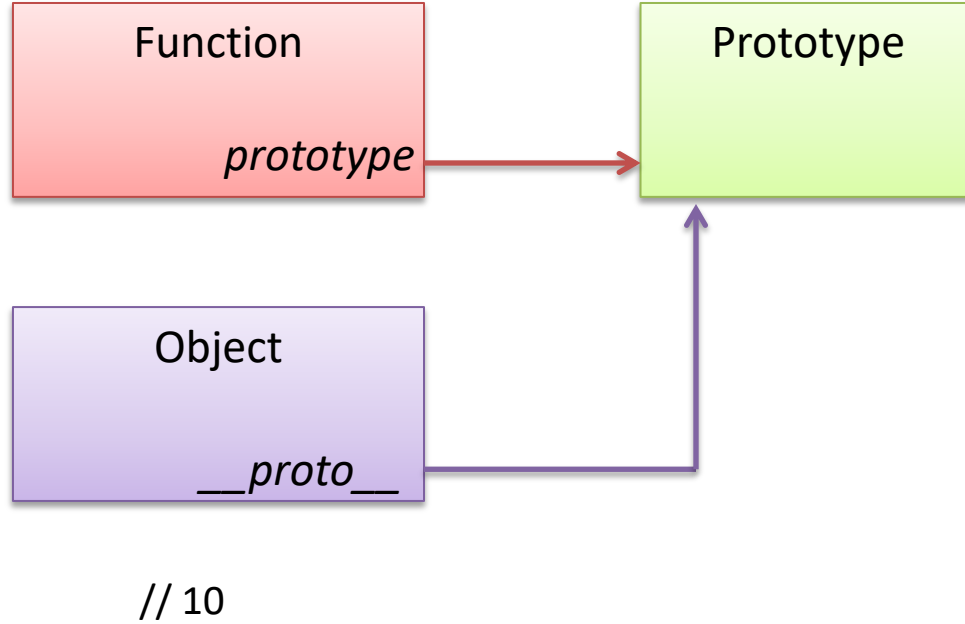 Function
prototype
Prototype
Object
__proto__
// 10